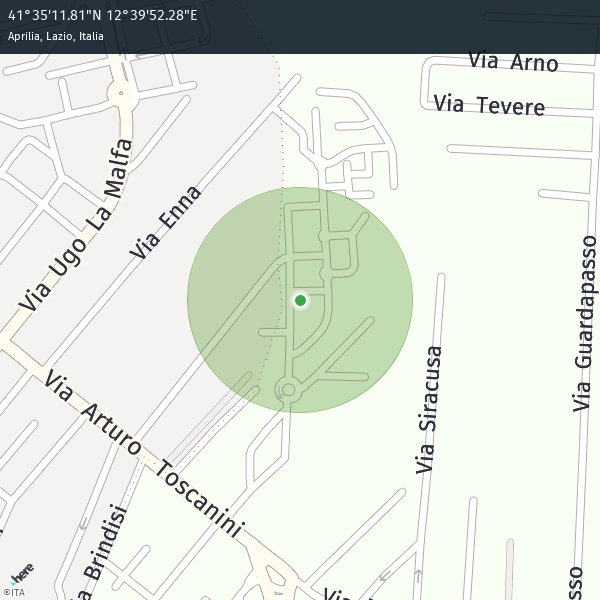 41°35'11.81"N 12°39'52.28"E
Aprilia, Lazio, Italia
Via Arno
Via Tevere
Via Ugo La Malfa
Via Enna
Via Guardapasso
Via Siracusa
Via Arturo Toscanini
Via Brindisi
Via
sso
here
©ITA